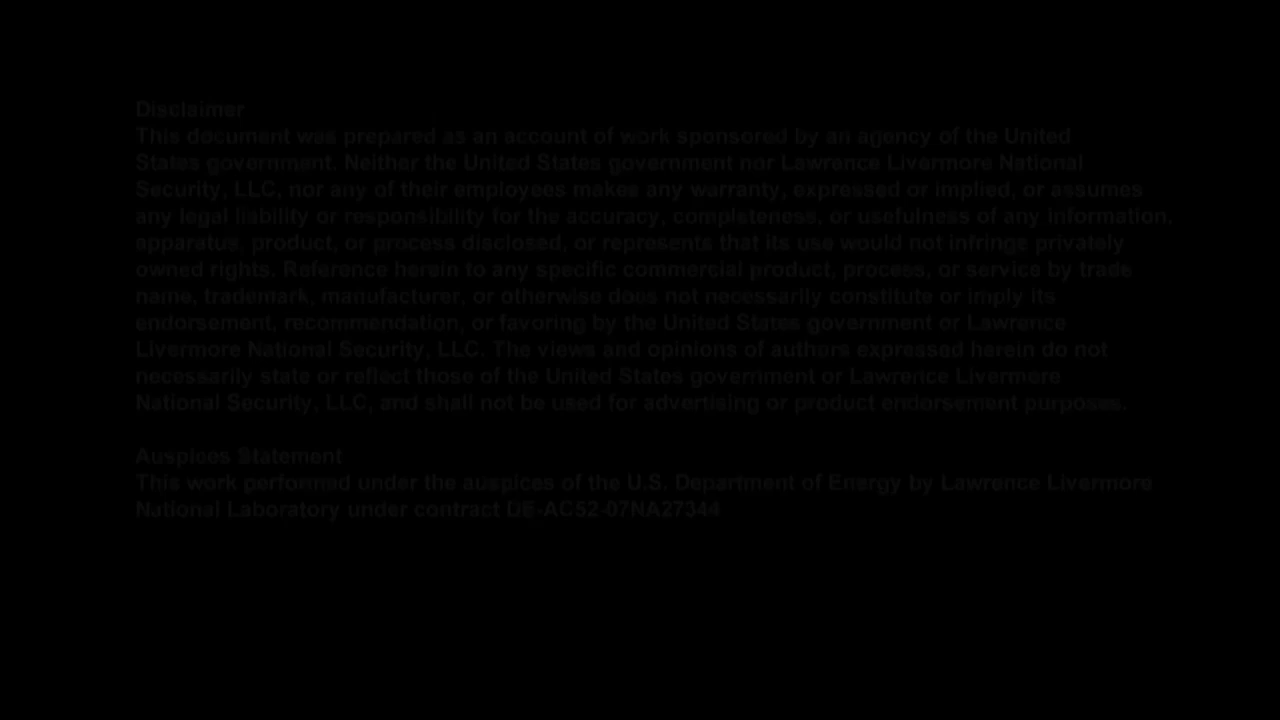 Disclaimer
This document was prepared as an account of work sponsored by an agency of the United
States government. Neither the United States government nor Lawrence Livermore National
Security, LLC, nor any of their employees makes any warranty, expressed or implied, or assumes
any legal liability or responsibility for the accuracy, completeness, or usefulness of any information,
apparatus, product, or process disclosed, or represents that its use would not infringe privately
owned rights. Reference herein to any specific commercial product, process, or service by trade
name, trademark, manufacturer, or otherwise does not necessarily constitute or imply its
endorsement, recommendation, or favoring by the United States government or Lawrence
Livermore National Security, LLC. The views and opinions of authors expressed herein do not
necessarily state or reflect those of the United States government or Lawrence Livermore
National Security, LLC, and shall not be used for advertising or product endorsement purposes.
Auspices Statement
This work performed under the auspices of the U.S. Department of Energy by Lawrence Livermore
National Laboratory under contract DE-AC52-07NA27344